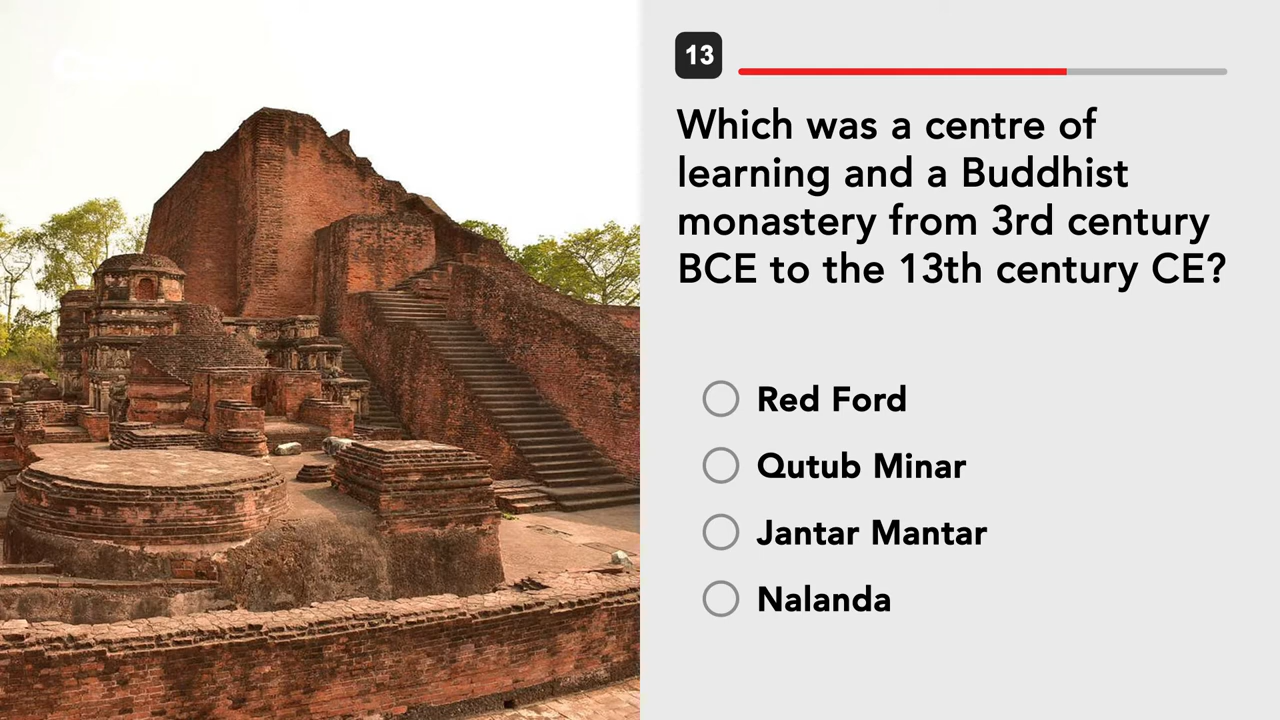 13
Which was a centre of
learning and a Buddhist
monastery from 3rd century
BCE to the 13th century CE?
Red Ford
Qutub Minar
Jantar Mantar
Nalanda